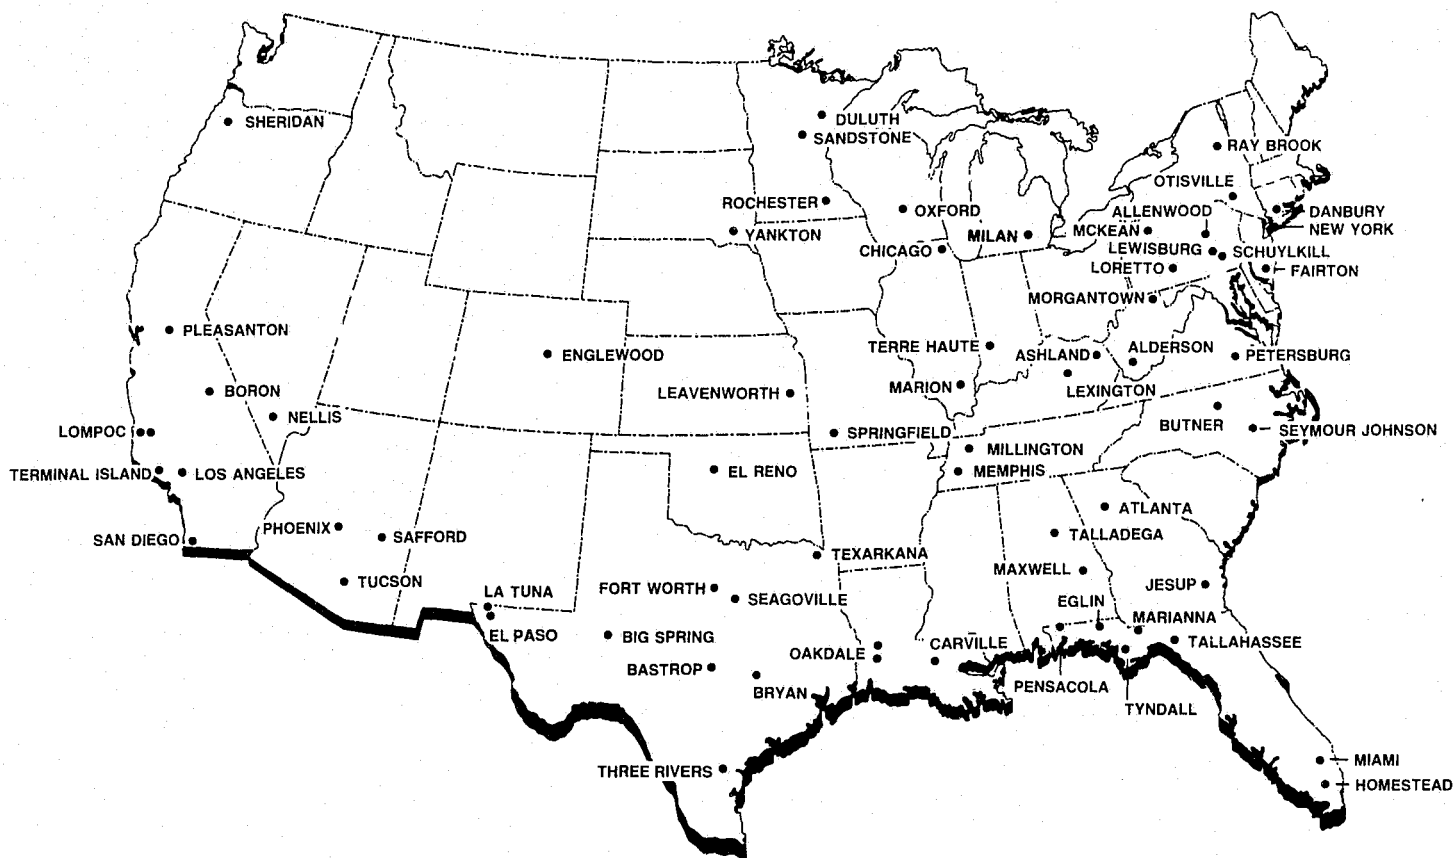 SHERIDAN
DULUTH
SANDSTONE
RAY BROOK
OTISVILLE
ROCHESTER
OXFORD
ALLENWOOD
DANBURY
YANKTON
MILAN
MCKEAN
NEW YORK
CHICAGO
LEWISBURG
SCHUYLKILL
LORETTO
FAIRTON
MORGANTOWN
PLEASANTON
TERRE HAUTE
ASHLAND
ALDERSON
ENGLEWOOD
PETERSBURG
BORON
LEAVENWORTH
MARION
LEXINGTON
NELLIS
LOMPOC
SPRINGFIELD
BUTNER
SEYMOUR JOHNSON
MILLINGTON
TERMINAL ISLAND
LOS ANGELES
EL RENO
MEMPHIS
ATLANTA
PHOENIX
SAFFORD
TALLADEGA
SAN DIEGO
TEXARKANA
TUCSON
MAXWELL
JESUP
LA TUNA
FORT WORTH
SEAGOVILLE
EGLIN
MARIANNA
EL PASO
BIG SPRING
CARVILLE
TALLAHASSEE
OAKDALE
BASTROP
PENSACOLA
BRYAN
TYNDALL
MIAMI
THREE RIVERS
HOMESTEAD